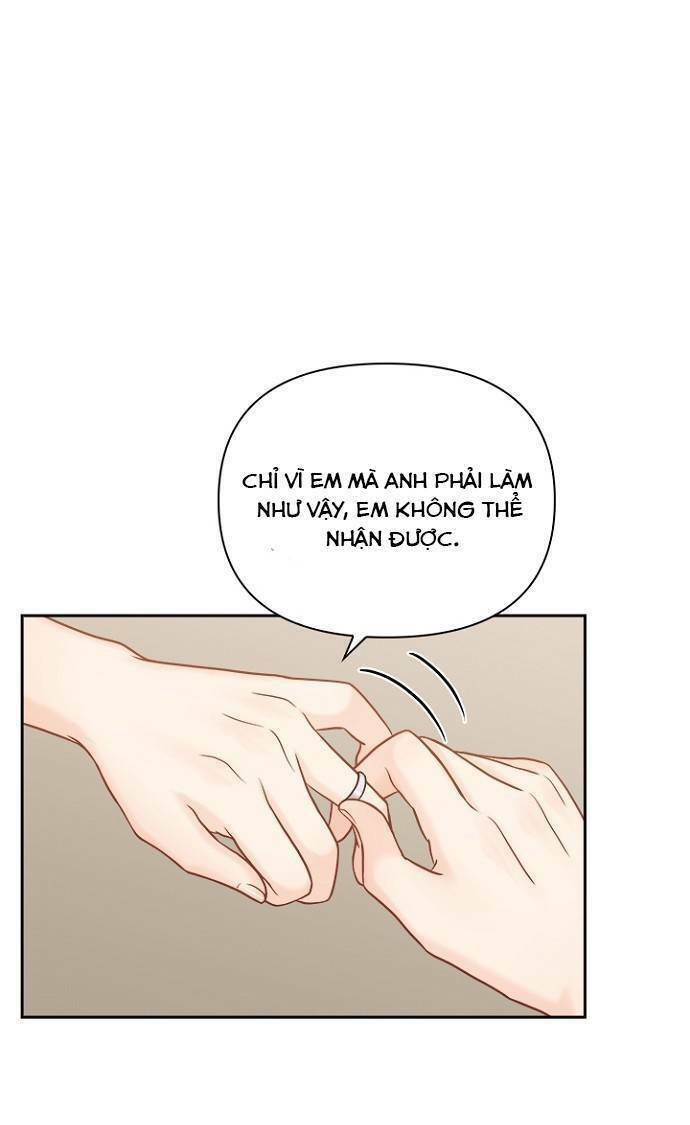 CHỈ VÌ EM MÀ ANH PHẢI LÀM
NHƯ VẬY, EM KHÔNG THỂ
NHẬN ĐƯỢC.